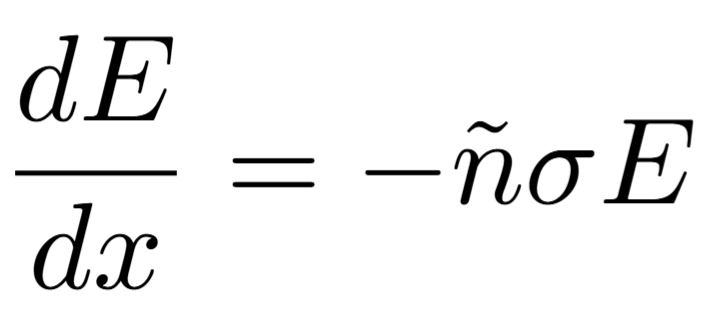 dE/dx = −ñσE